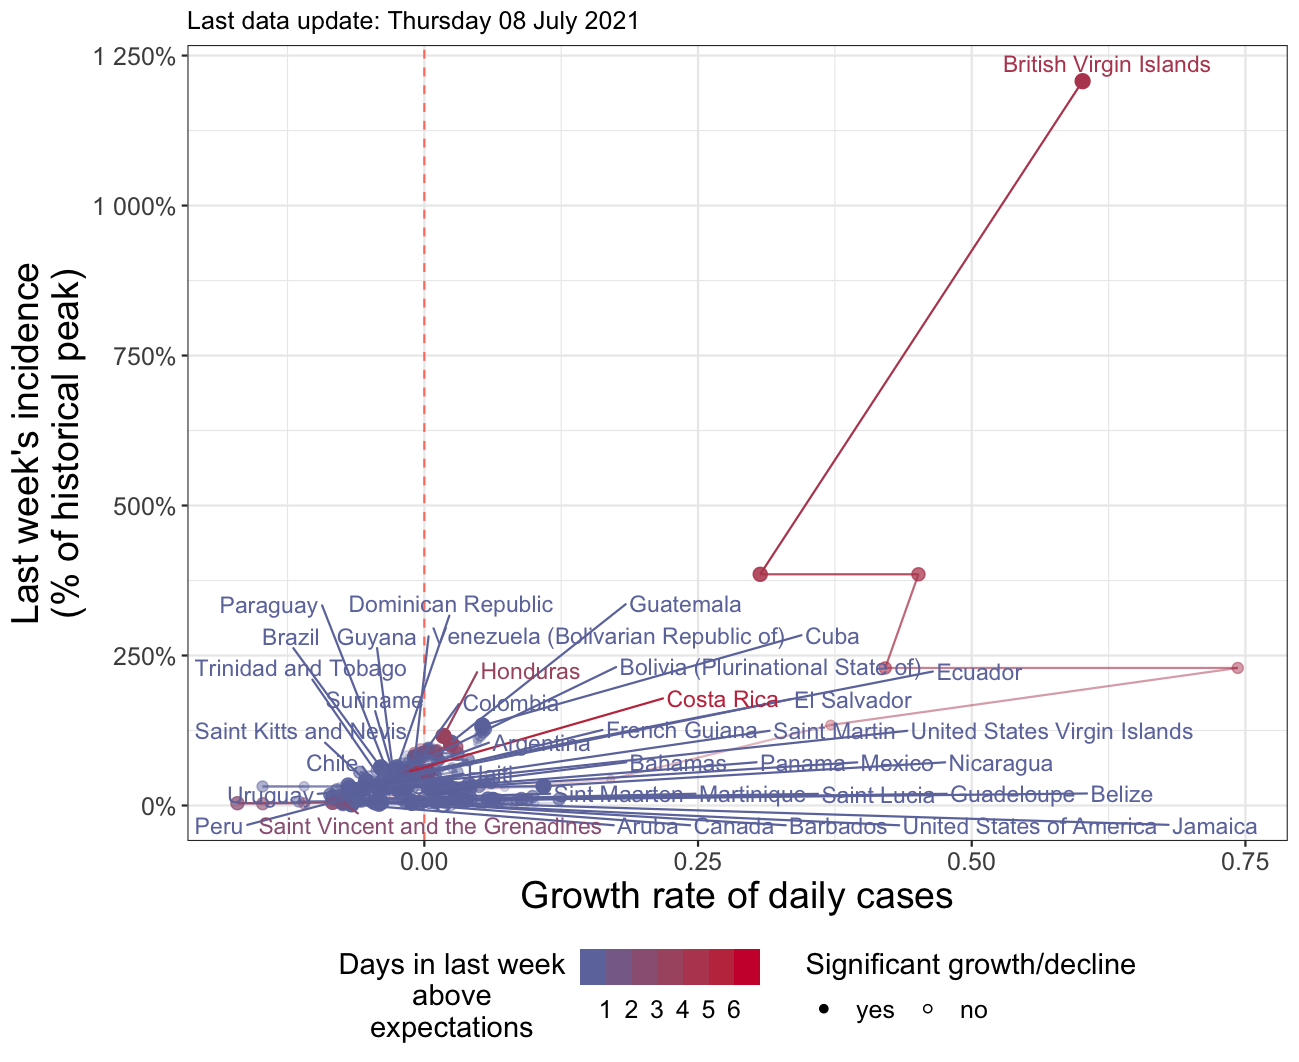 Last data update: Thursday 08 July 2021
1 250%
British Virgin Islands
1 000%
750%
500%
250%
0%
Last week's incidence
(% of historical peak)
Paraguay
Dominican Republic
Guatemala
Brazil
Guyana
Venezuela (Bolivarian Republic of)
Cuba
Trinidad and Tobago
Honduras
Bolivia (Plurinational State of)
Ecuador
Suriname
Colombia
Costa Rica
El Salvador
Saint Kitts and Nevis
Argentina
French Guiana
Saint Martin
United States Virgin Islands
Chile
Haiti
Bahamas
Panama
Mexico
Nicaragua
Uruguay
Sint Maarten
Martinique
Saint Lucia
Guadeloupe
Belize
Peru
Saint Vincent and the Grenadines
Aruba
Canada
Barbados
United States of America
Jamaica
0.00
0.25
0.50
0.75
Growth rate of daily cases
Days in last week
above
expectations
1 2 3 4 5 6
Significant growth/decline
yes
no